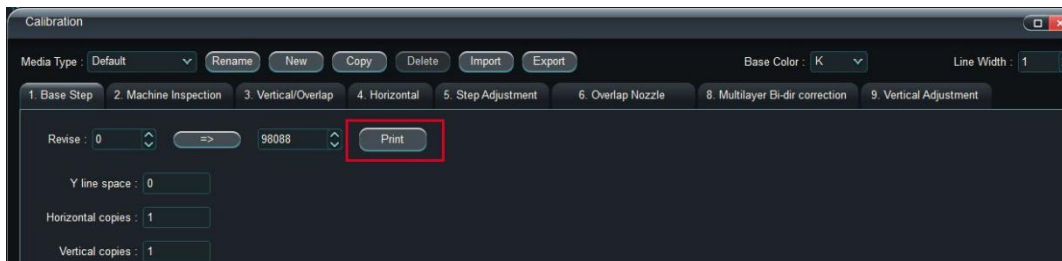 Calibration
Media Type : Default Rename New Copy Delete Import Export Base Color : K Line Width : 1
1. Base Step 2. Machine Inspection 3. Vertical/Overlap 4. Horizontal 5. Step Adjustment 6. Overlap Nozzle 8. Multilayer Bi-dir correction 9. Vertical Adjustment
Revise : 0 => 98088 Print
Y line space : 0
Horizontal copies : 1
Vertical copies : 1